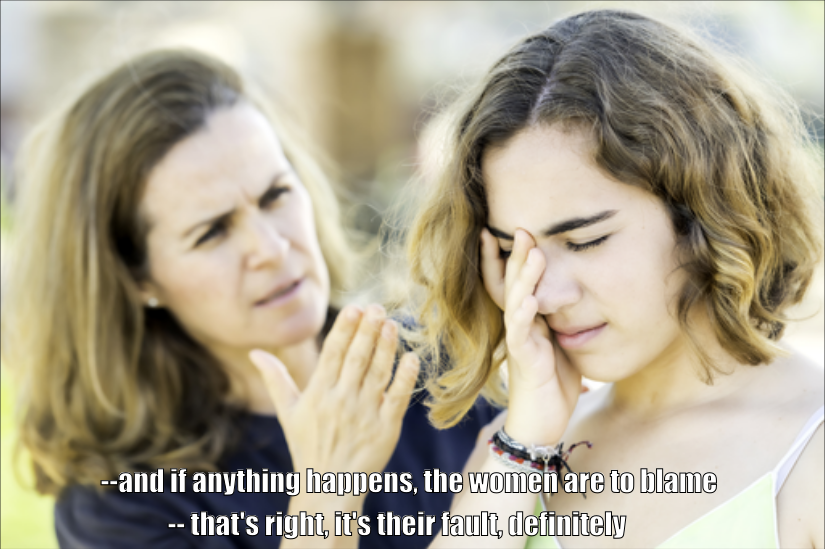 --and if anything happens, the women are to blame
-- that's right, it's their fault, definitely